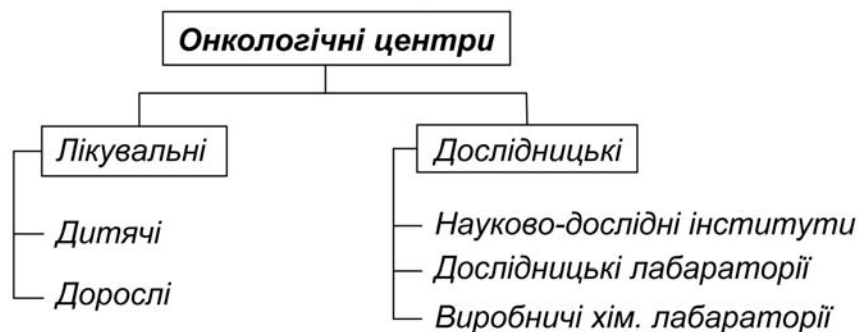 Онкологічні центри
Лікувальні
Дослідницькі
Дитячі
Науково-дослідні інститути
Дослідницькі лабараторії
Дорослі
Виробничі хім. лабараторії